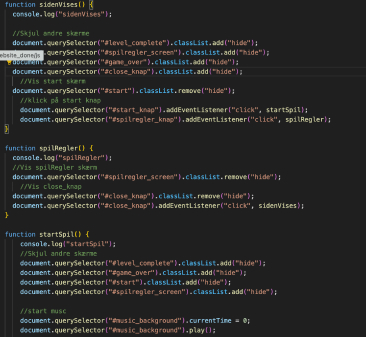 function sidenVises() {
console.log("sidenVises");
//Skjul andre skærme
document.querySelector("#level_complete").classList.add("hide");
document.querySelector("#spilregler_screen").classList.add("hide");
document.querySelector("#game_over").classList.add("hide");
document.querySelector("#close_knap").classList.add("hide");
//Vis start skærm
document.querySelector("#start").classList.remove("hide");
//klick på start knap
document.querySelector("#start_knap").addEventListener("click", startSpil);
document.querySelector("#spilregler_knap").addEventListener("click", spilRegler);
}
function spilRegler() {
console.log("spilRegler");
//Vis spilRegler skærm
document.querySelector("#spilregler_screen").classList.remove("hide");
//Vis close_knap
document.querySelector("#close_knap").classList.remove("hide");
document.querySelector("#close_knap").addEventListener("click", sidenVises);
}
function startSpil() {
console.log("startSpil");
//Skjul andre skærme
document.querySelector("#level_complete").classList.add("hide");
document.querySelector("#game_over").classList.add("hide");
document.querySelector("#start").classList.add("hide");
document.querySelector("#spilregler_screen").classList.add("hide");
//start musc
document.querySelector("#music_background").currentTime = 0;
document.querySelector("#music_background").play();